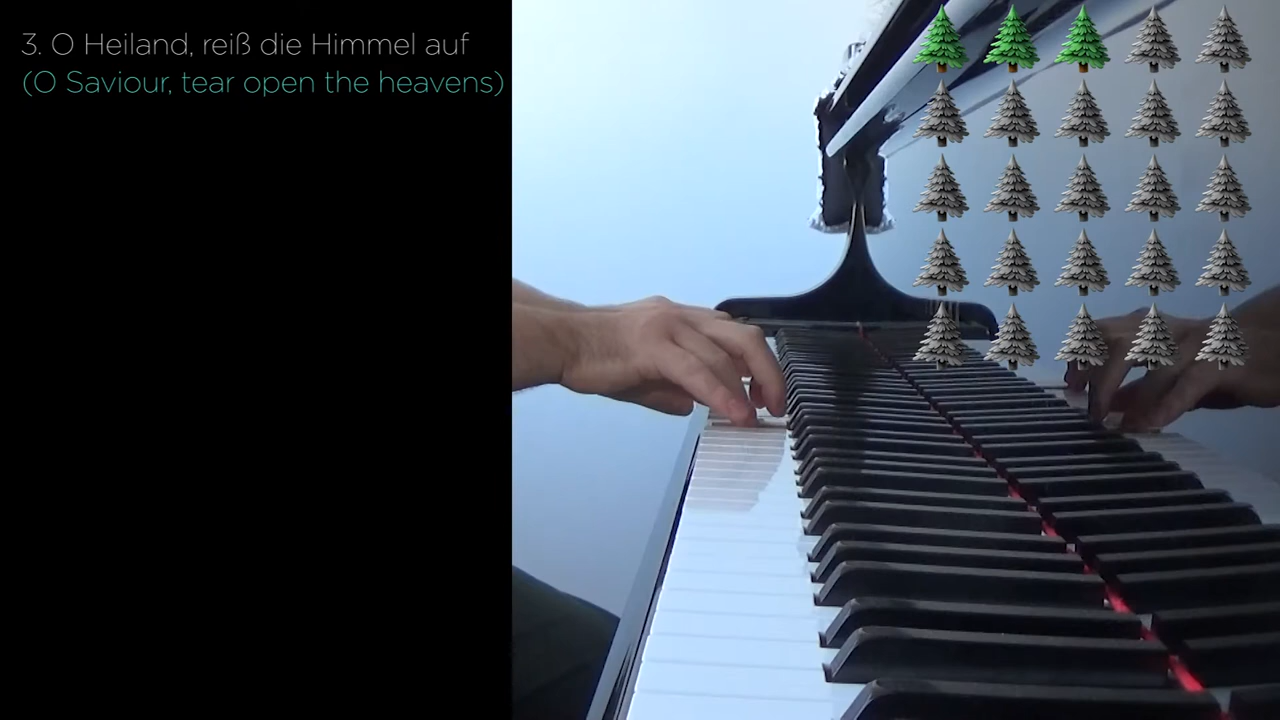 3. O Heiland, reiß die Himmel auf
(O Saviour, tear open the heavens)